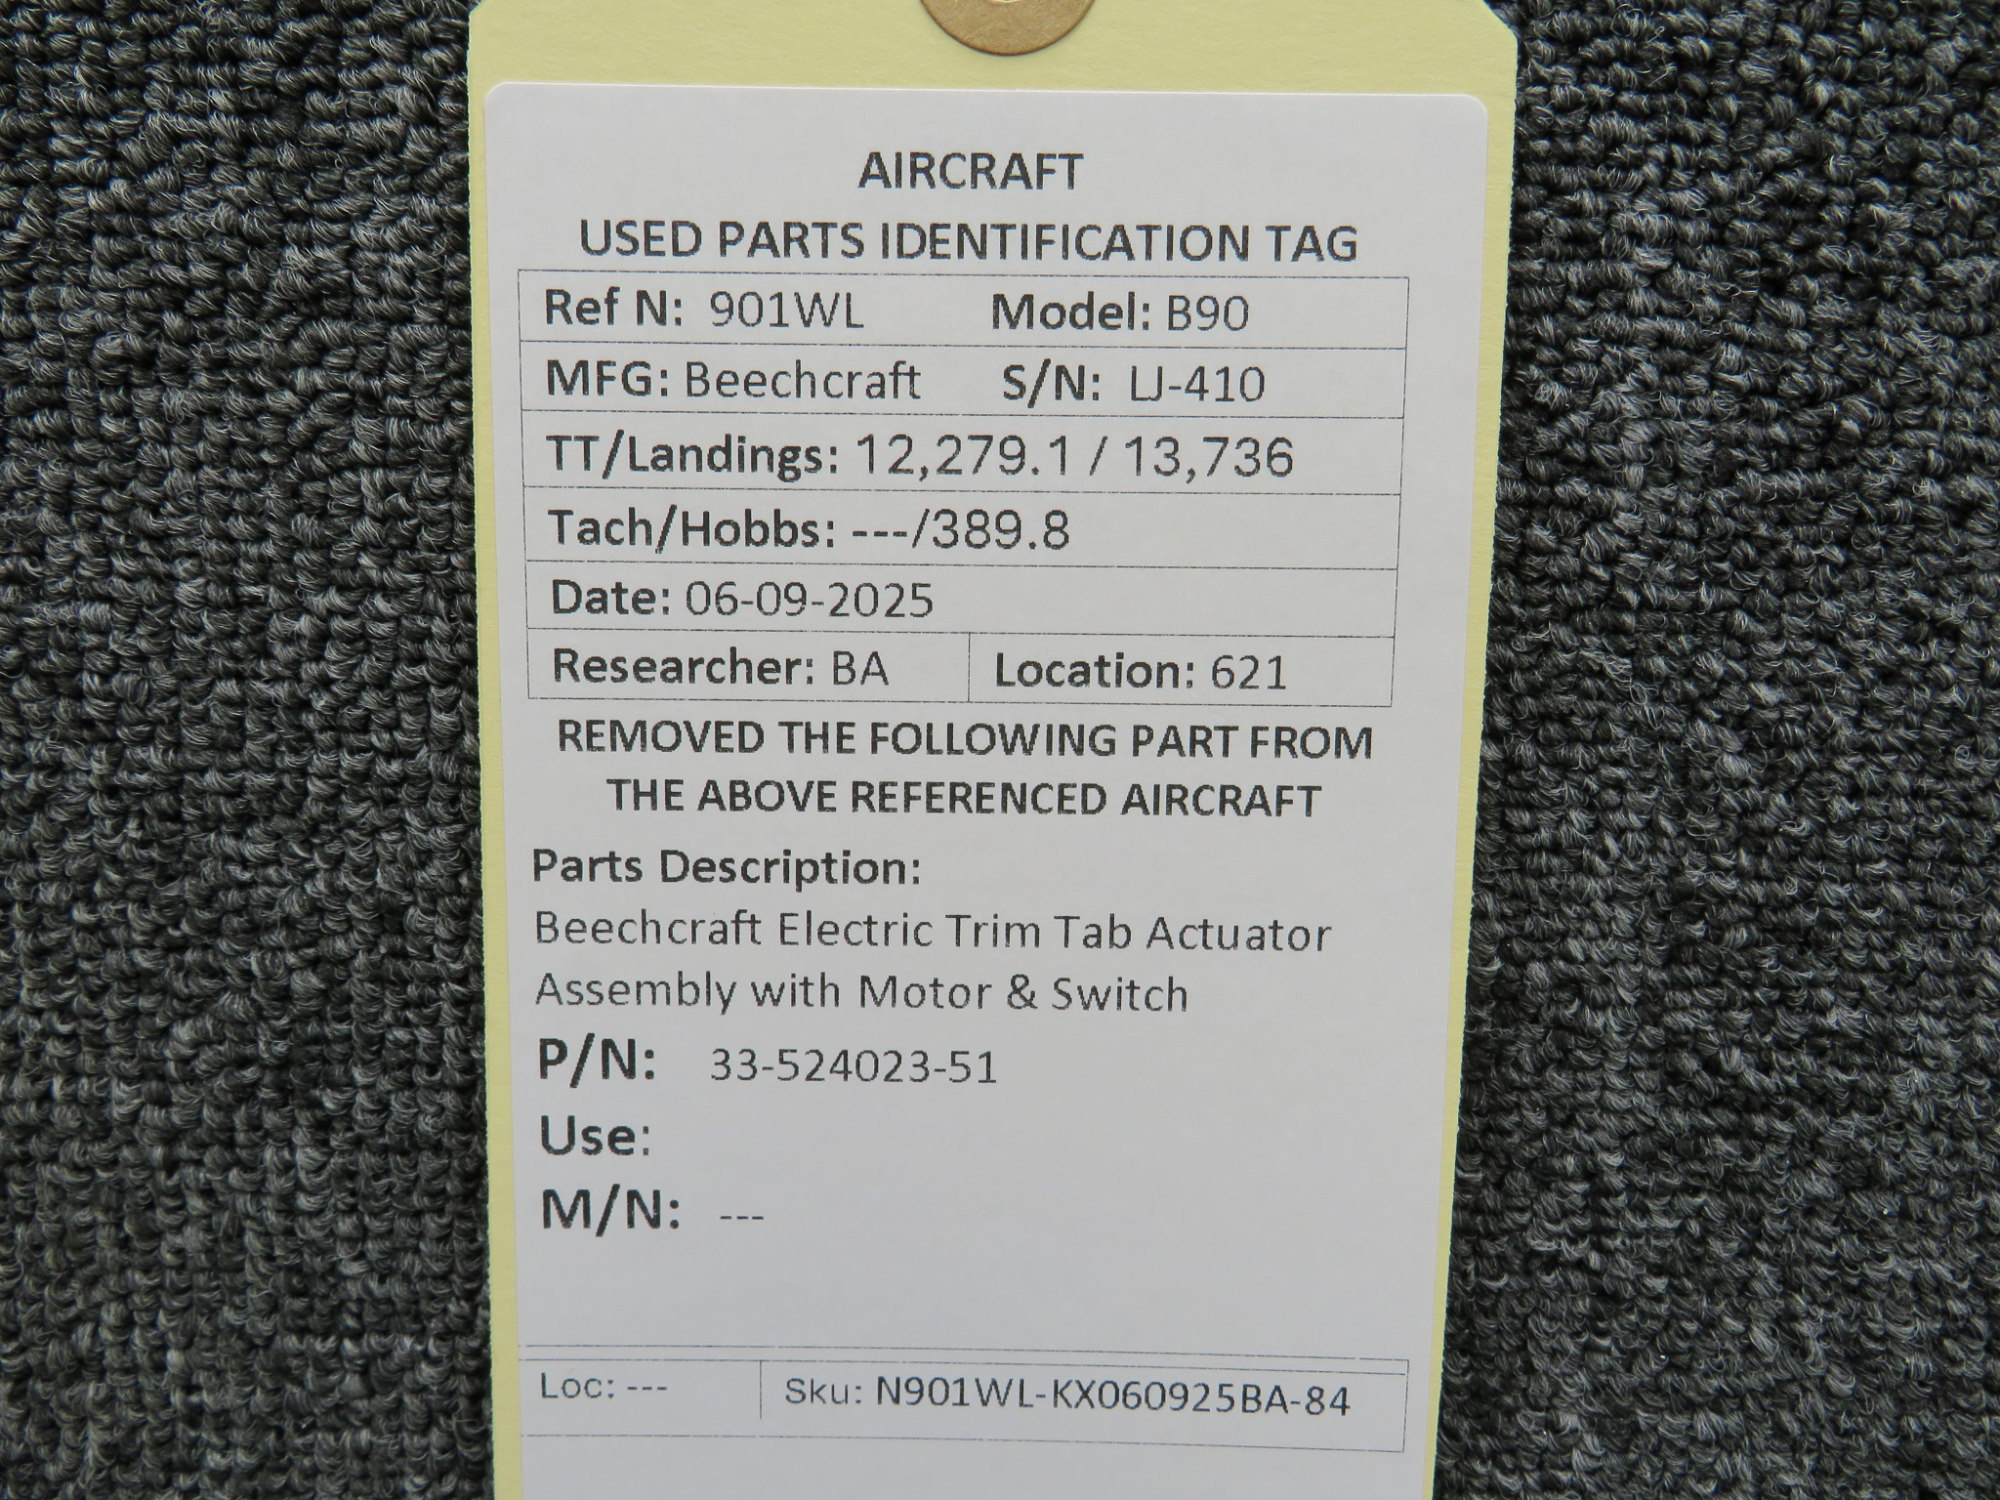 AIRCRAFT
USED PARTS IDENTIFICATION TAG
Ref N: 901WL Model: B90
MFG: Beechcraft S/N: LJ-410
TT/Landings: 12,279.1 / 13,736
Tach/Hobbs: ---/389.8
Date: 06-09-2025
Researcher: BA Location: 621
REMOVED THE FOLLOWING PART FROM
THE ABOVE REFERENCED AIRCRAFT
Parts Description:
Beechcraft Electric Trim Tab Actuator
Assembly with Motor & Switch
P/N: 33-524023-51
Use:
M/N: ---
Loc: --- Sku: N901WL-KX060925BA-84